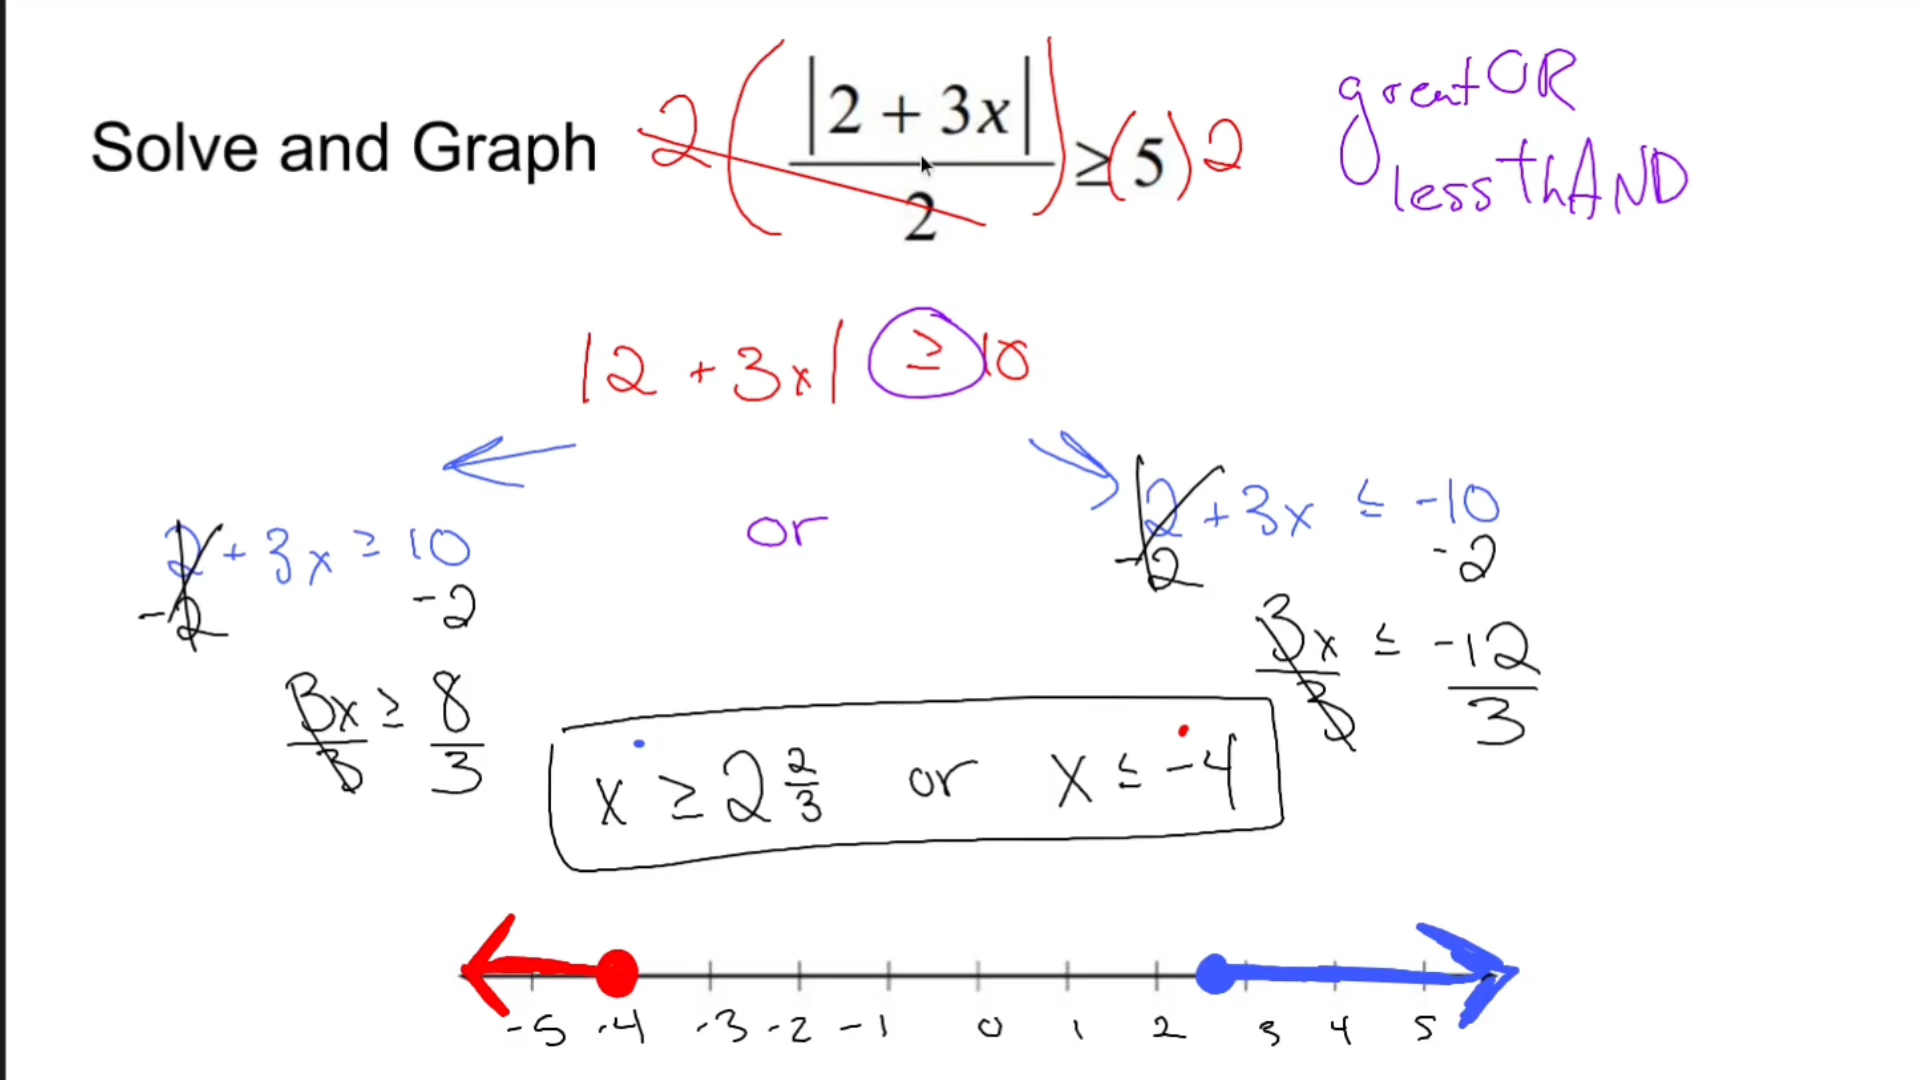 Solve and Graph 2(|2 + 3x|/2) ≥ (5)2
greatOR
less thAND
|2 + 3x| ≥ 10
2 + 3x ≥ 10
-2 -2
3x/3 ≥ 8/3
or
2 + 3x ≤ -10
-2 -2
3x/3 ≤ -12/3
x ≥ 2 2/3 or x ≤ -4
-5 -4 -3 -2 -1 0 1 2 3 4 5